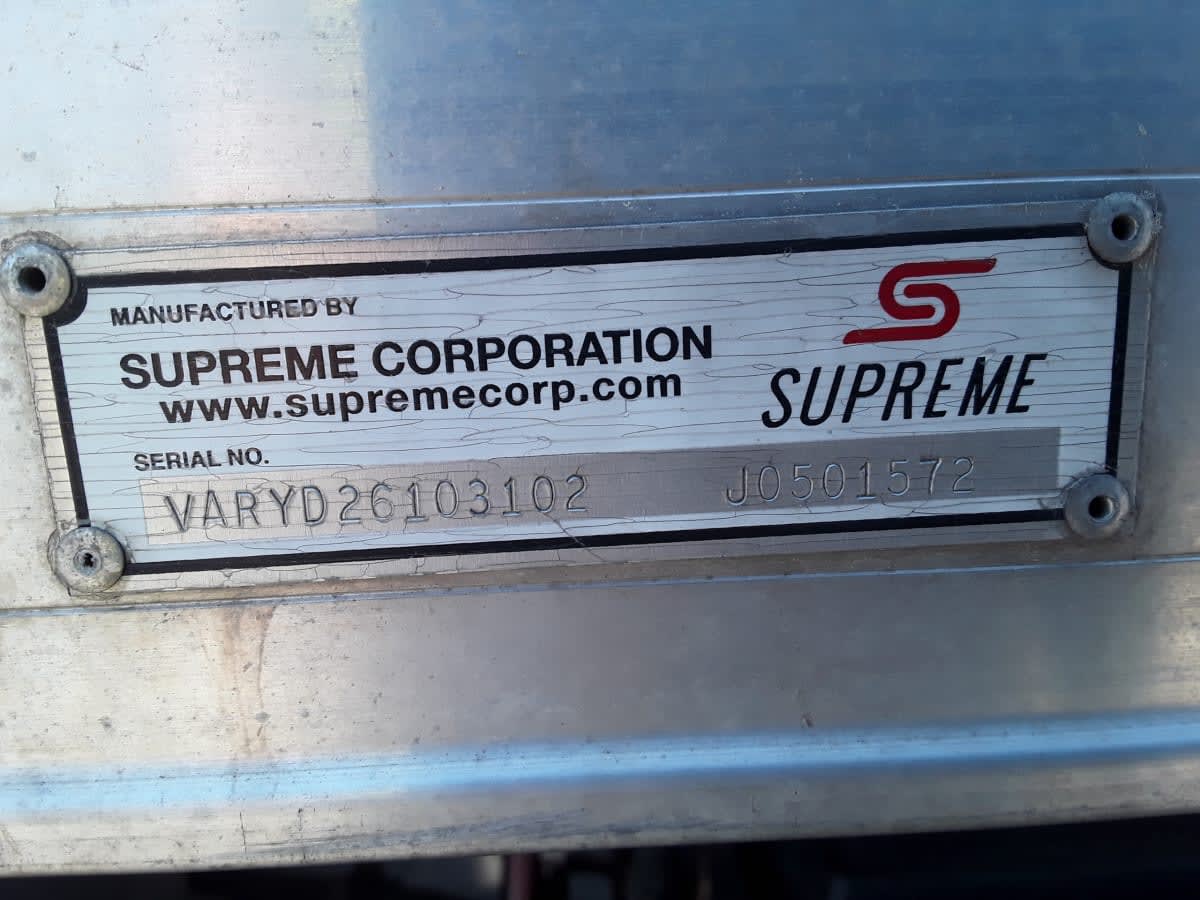 MANUFACTURED BY
SUPREME CORPORATION
www.supremecorp.com
SUPREME
SERIAL NO.
VARYD26103102 J0501572